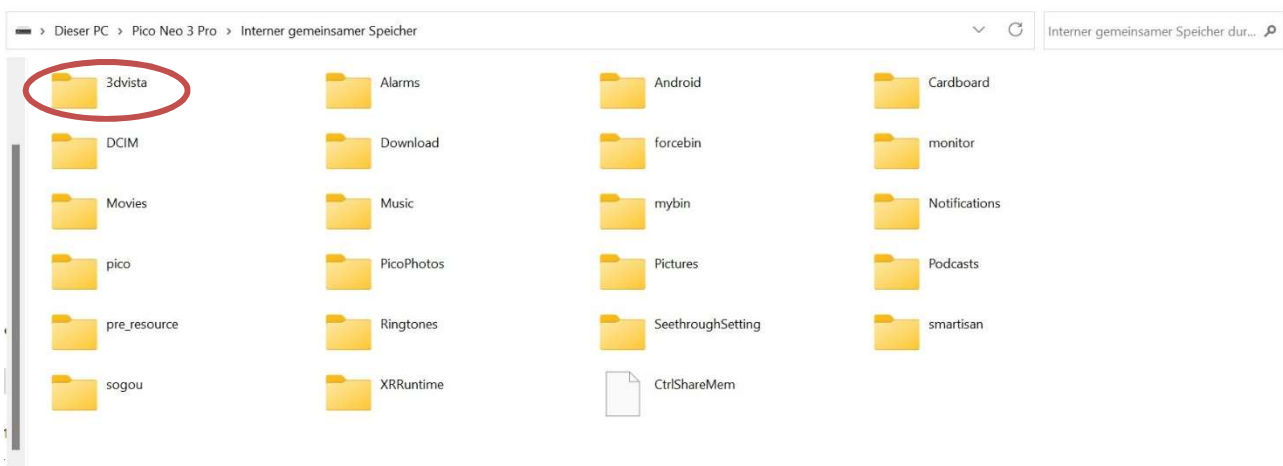 Dieser PC > Pico Neo 3 Pro > Interner gemeinsamer Speicher
Interner gemeinsamer Speicher dur...
3dvista Alarms Android Cardboard
DCIM Download forcebin monitor
Movies Music mybin Notifications
pico PicoPhotos Pictures Podcasts
pre_resource Ringtones SeethroughSetting smartisan
sogou XRRuntime CtrlShareMem